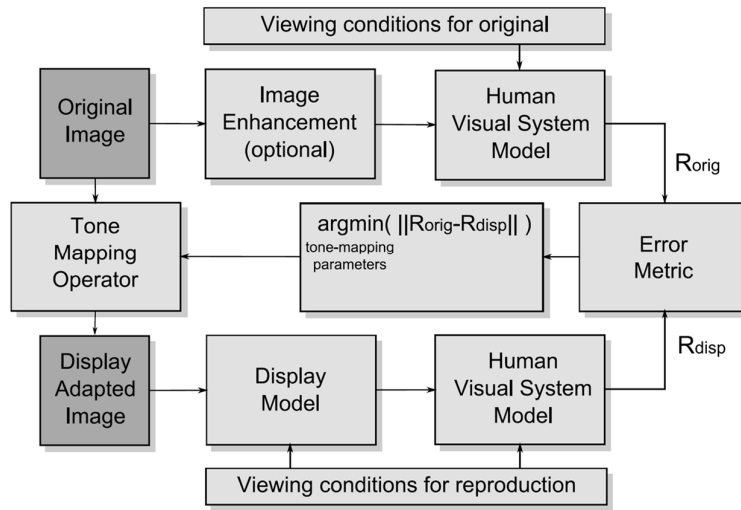 Viewing conditions for original
Original
Image
Image
Enhancement
(optional)
Human
Visual System
Model
Rorig
Tone
Mapping
Operator
argmin( ||Rorig-Rdisp|| )
tone-mapping
parameters
Error
Metric
Rdisp
Display
Adapted
Image
Display
Model
Human
Visual System
Model
Viewing conditions for reproduction